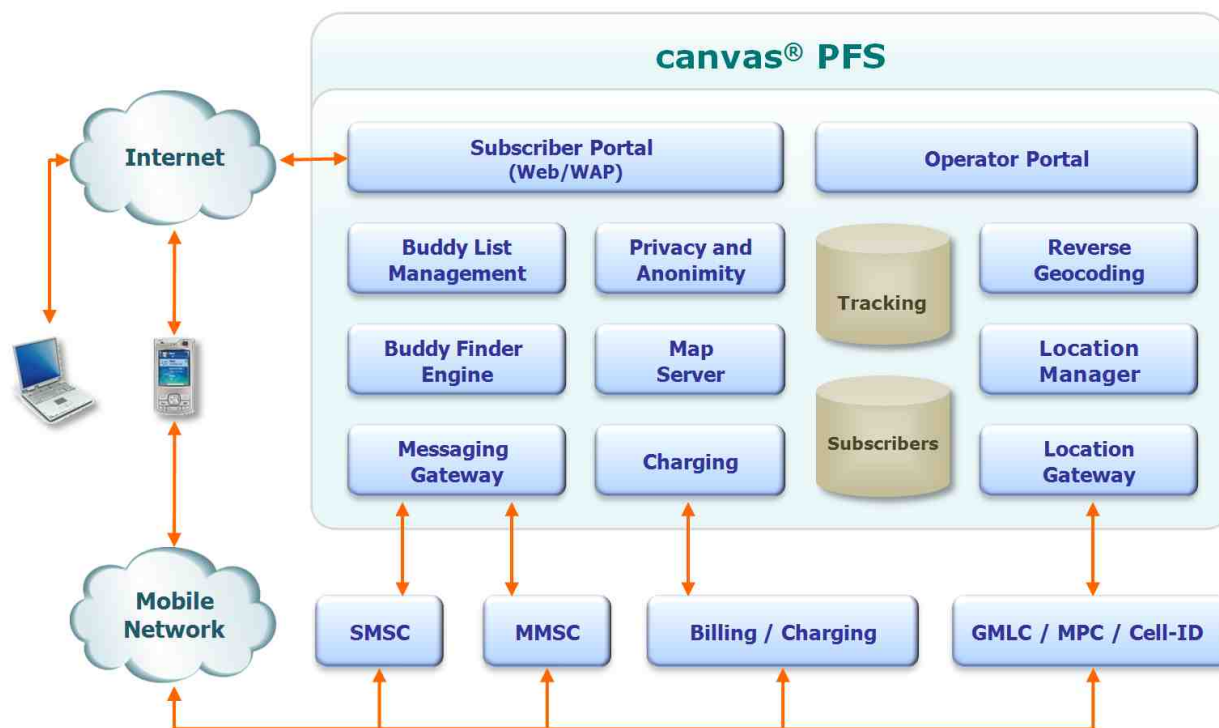 canvas® PFS
Internet
Subscriber Portal
(Web/WAP)
Operator Portal
Buddy List
Management
Privacy and
Anonimity
Tracking
Reverse
Geocoding
Buddy Finder
Engine
Map
Server
Location
Manager
Messaging
Gateway
Charging
Subscribers
Location
Gateway
Mobile
Network
SMSC
MMSC
Billing / Charging
GMLC / MPC / Cell-ID